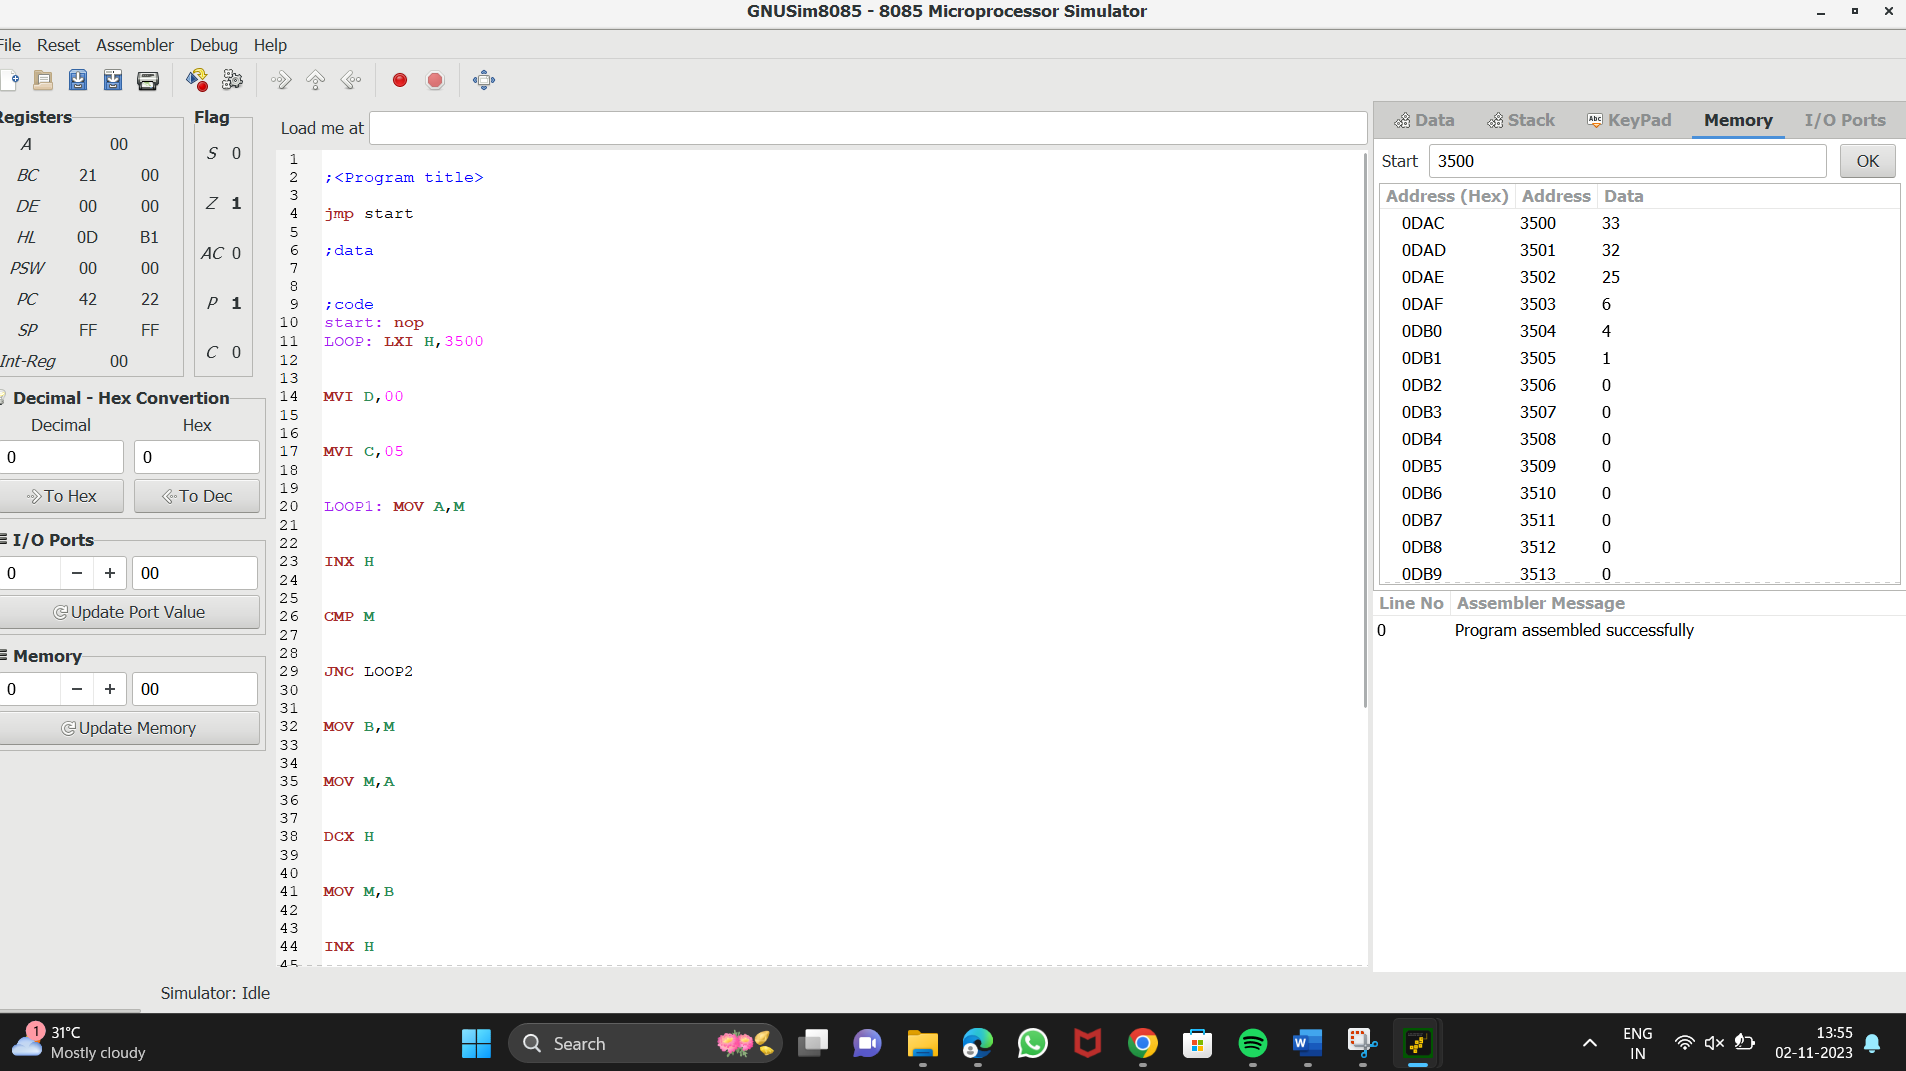 GNUSim8085 - 8085 Microprocessor Simulator
File Reset Assembler Debug Help
Registers
A 00
BC 21 00
DE 00 00
HL 0D B1
PSW 00 00
PC 42 22
SP FF FF
Int-Reg 00
Flag
S 0
Z 1
AC 0
P 1
C 0
Decimal - Hex Convertion
Decimal Hex
0 0
To Hex To Dec
I/O Ports
0 − + 00
Update Port Value
Memory
0 − + 00
Update Memory
Load me at
1
2 ;<Program title>
3
4 jmp start
5
6 ;data
7
8
9 ;code
10 start: nop
11 LOOP: LXI H,3500
12
13
14 MVI D,00
15
16
17 MVI C,05
18
19
20 LOOP1: MOV A,M
21
22
23 INX H
24
25
26 CMP M
27
28
29 JNC LOOP2
30
31
32 MOV B,M
33
34
35 MOV M,A
36
37
38 DCX H
39
40
41 MOV M,B
42
43
44 INX H
45
Data Stack Abc KeyPad Memory I/O Ports
Start 3500 OK
Address (Hex) Address Data
0DAC 3500 33
0DAD 3501 32
0DAE 3502 25
0DAF 3503 6
0DB0 3504 4
0DB1 3505 1
0DB2 3506 0
0DB3 3507 0
0DB4 3508 0
0DB5 3509 0
0DB6 3510 0
0DB7 3511 0
0DB8 3512 0
0DB9 3513 0
Line No Assembler Message
0 Program assembled successfully
Simulator: Idle
1
31°C
Mostly cloudy
Search
ENG
IN
13:55
02-11-2023